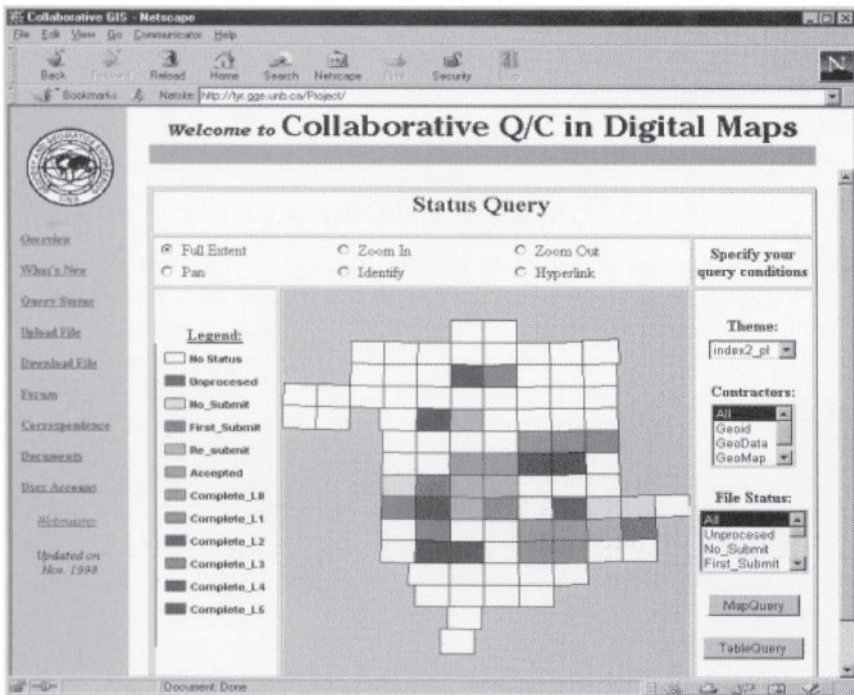 Collaborative GIS - Netscape
File Edit View Go Communicator Help
Back Forward Reload Home Search Netscape Print Security Stop
N
Bookmarks Netsite: http://tyr.gge.unb.ca/Project/
Welcome to Collaborative Q/C in Digital Maps
Overview
What's New
Query Status
Upload File
Download File
Forum
Correspondence
Documents
User Account
Webmaster
Updated on
Nov. 1998
Status Query
Full Extent Zoom In Zoom Out
Pan Identify Hyperlink
Specify your
query conditions
Legend:
No Status
Unprocesed
No_Submit
First_Submit
Re_submit
Accepted
Complete_L0
Complete_L1
Complete_L2
Complete_L3
Complete_L4
Complete_L5
Theme:
index2_pl
Contractors:
All
Geoid
GeoData
GeoMap
File Status:
All
Unprocesed
No_Submit
First_Submit
MapQuery
TableQuery
Document: Done